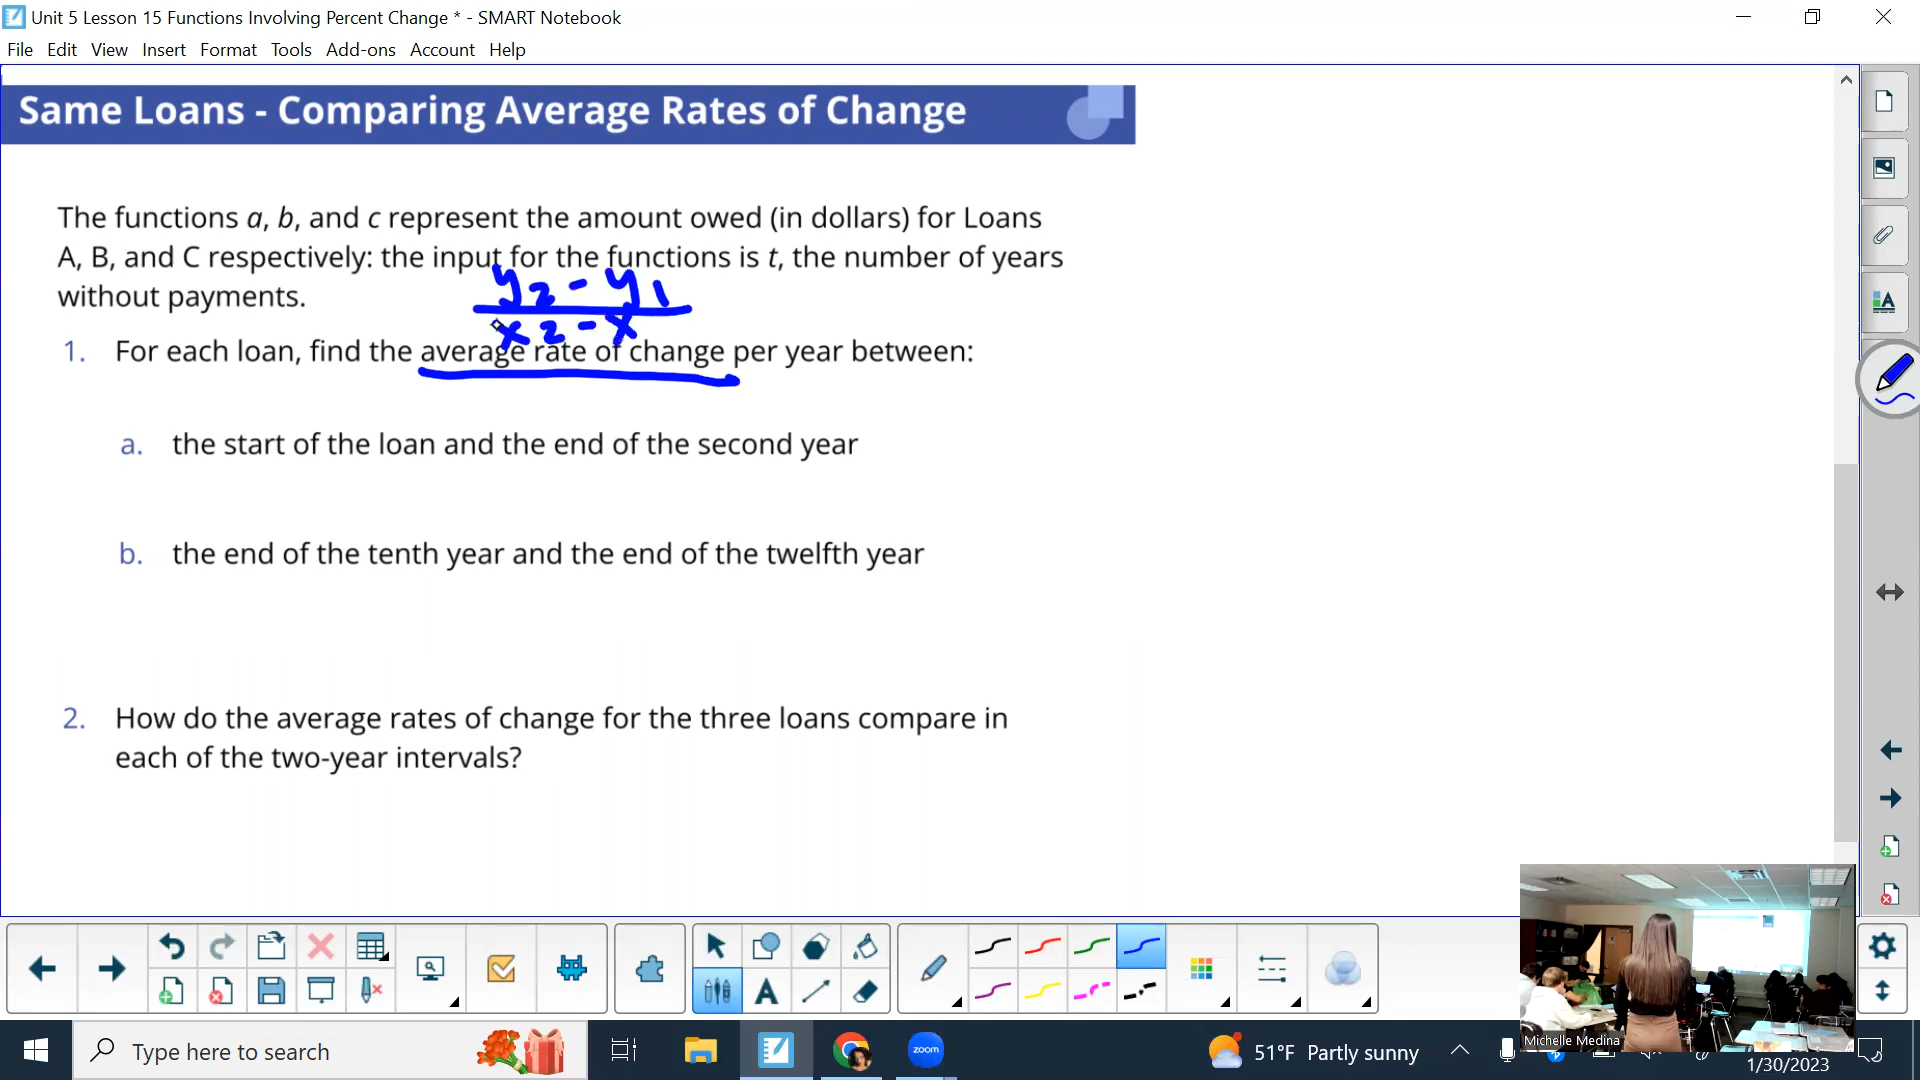 Unit 5 Lesson 15 Functions Involving Percent Change * - SMART Notebook
File Edit View Insert Format Tools Add-ons Account Help
Same Loans - Comparing Average Rates of Change
The functions a, b, and c represent the amount owed (in dollars) for Loans
A, B, and C respectively: the input for the functions is t, the number of years
without payments.
y2 - y1
x2 - x
1. For each loan, find the average rate of change per year between:
a. the start of the loan and the end of the second year
b. the end of the tenth year and the end of the twelfth year
2. How do the average rates of change for the three loans compare in
each of the two-year intervals?
Michelle Medina
Type here to search
zoom
51°F Partly sunny
1/30/2023